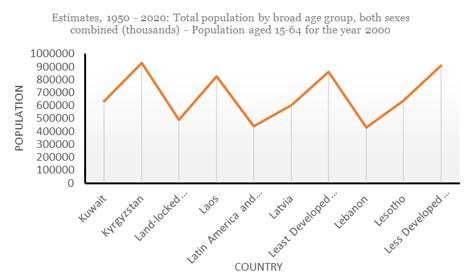 Estimates, 1950 - 2020: Total population by broad age group, both sexes
combined (thousands) - Population aged 15-64 for the year 2000
POPULATION
1000000
900000
800000
700000
600000
500000
400000
300000
200000
100000
0
Kuwait
Kyrgyzstan
Land-locked...
Laos
Latin America and...
Latvia
Least Developed...
Lebanon
Lesotho
Less Developed...
COUNTRY